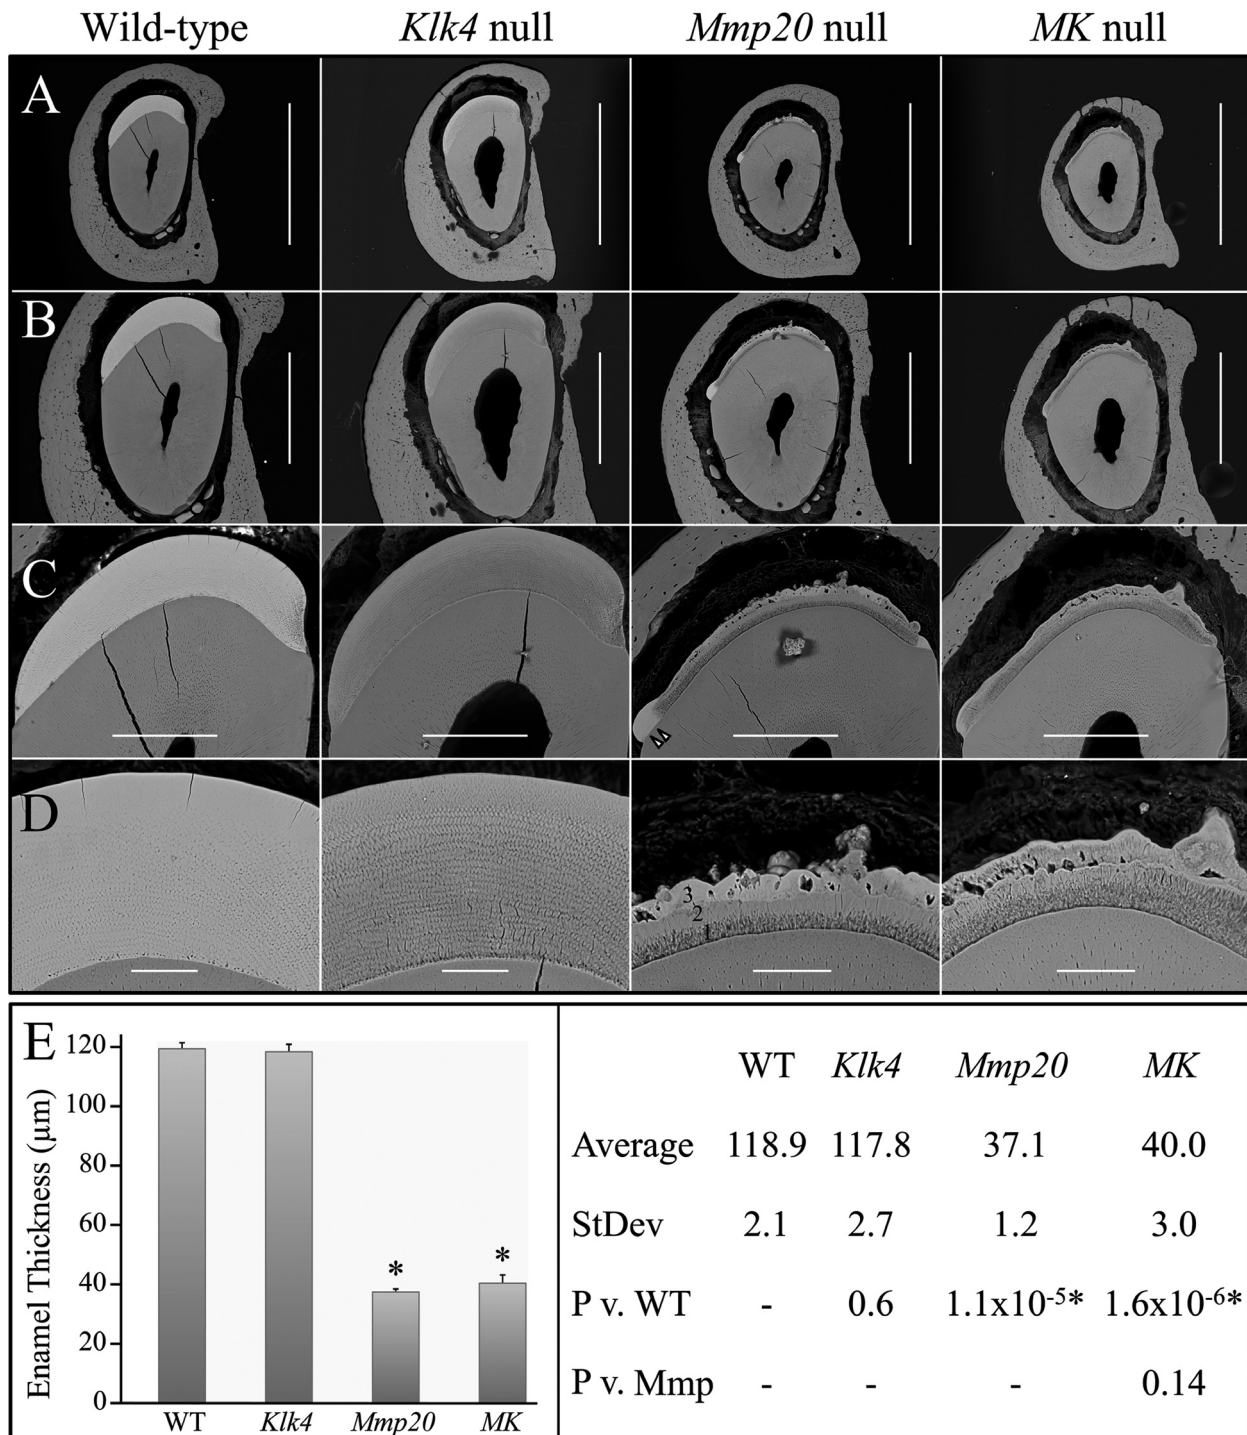 Wild-type Klk4 null Mmp20 null MK null
A
B
C
D
3
2
1
E
120
100
80
60
40
20
0
Enamel Thickness (μm)
* *
WT Klk4 Mmp20 MK
WT Klk4 Mmp20 MK
Average 118.9 117.8 37.1 40.0
StDev 2.1 2.7 1.2 3.0
P v. WT - 0.6 1.1x10⁻⁵* 1.6x10⁻⁶*
P v. Mmp - - - 0.14